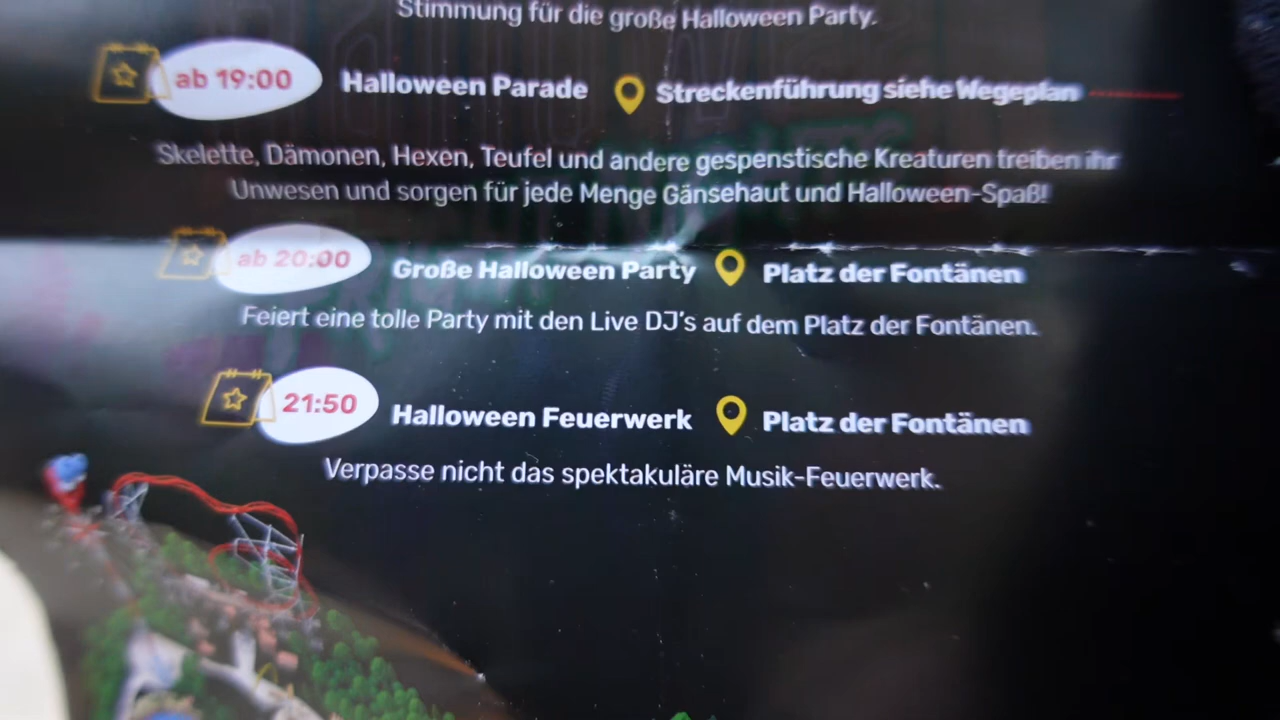 Stimmung für die große Halloween Party.
ab 19:00 Halloween Parade Streckenführung siehe Wegeplan
Skelette, Dämonen, Hexen, Teufel und andere gespenstische Kreaturen treiben ihr
Unwesen und sorgen für jede Menge Gänsehaut und Halloween-Spaß!
ab 20:00 Große Halloween Party Platz der Fontänen
Feiert eine tolle Party mit den Live DJ's auf dem Platz der Fontänen.
21:50 Halloween Feuerwerk Platz der Fontänen
Verpasse nicht das spektakuläre Musik-Feuerwerk.